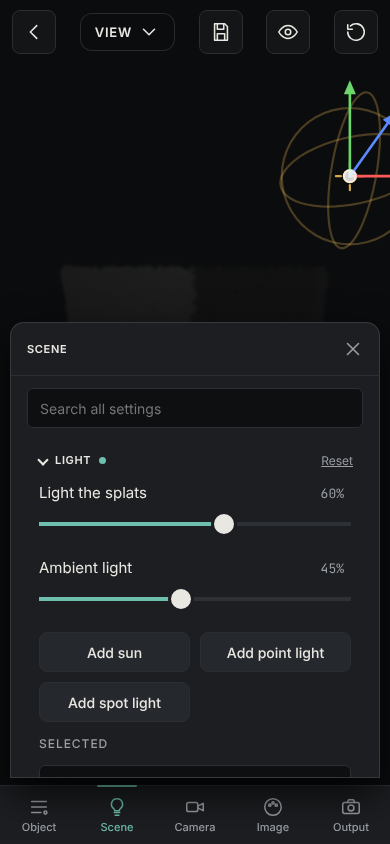 VIEW
SCENE
Search all settings
LIGHT
Reset
Light the splats
60%
Ambient light
45%
Add sun
Add point light
Add spot light
SELECTED
Object
Scene
Camera
Image
Output